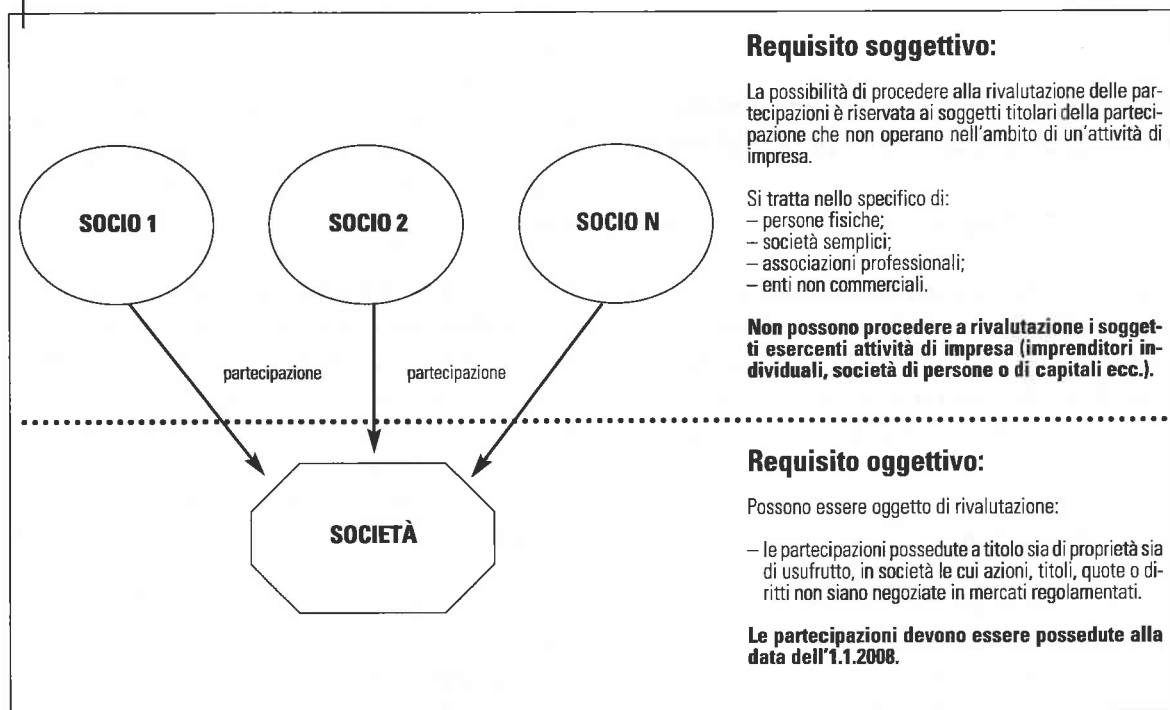 Requisito soggettivo:
La possibilità di procedere alla rivalutazione delle par-
tecipazioni è riservata ai soggetti titolari della parteci-
pazione che non operano nell'ambito di un'attività di
impresa.
Si tratta nello specifico di:
– persone fisiche;
– società semplici;
– associazioni professionali;
– enti non commerciali.
Non possono procedere a rivalutazione i sogget-
ti esercenti attività di impresa (imprenditori in-
dividuali, società di persone o di capitali ecc.).
SOCIO 1
SOCIO 2
SOCIO N
partecipazione
partecipazione
SOCIETÀ
Requisito oggettivo:
Possono essere oggetto di rivalutazione:
– le partecipazioni possedute a titolo sia di proprietà sia
di usufrutto, in società le cui azioni, titoli, quote o di-
ritti non siano negoziate in mercati regolamentati.
Le partecipazioni devono essere possedute alla
data dell'1.1.2008.